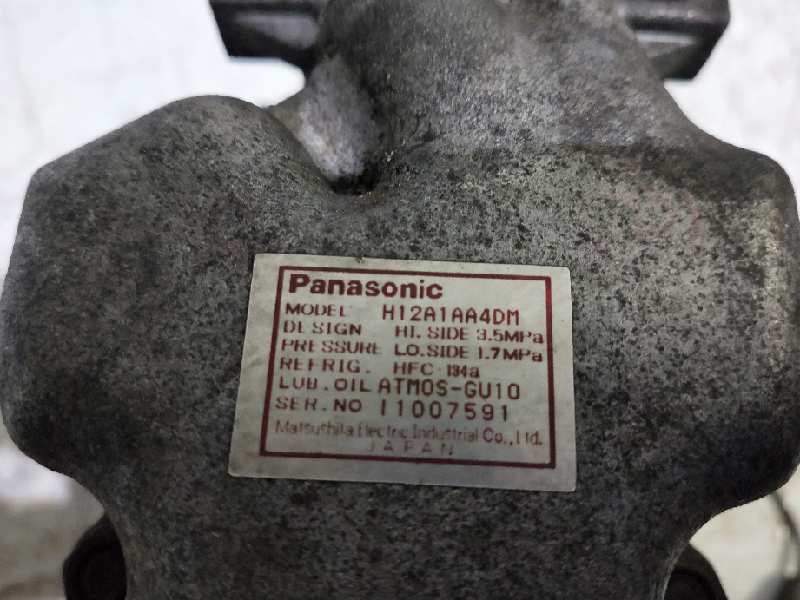 Panasonic
MODEL H12A1AA4DM
DESIGN HI. SIDE 3.5MPa
PRESSURE LO. SIDE 1.7MPa
REFRIG. HFC-134a
LUB. OIL ATMOS-GU10
SER. NO 11007591
Matsushita Electric Industrial Co., Ltd.
JAPAN